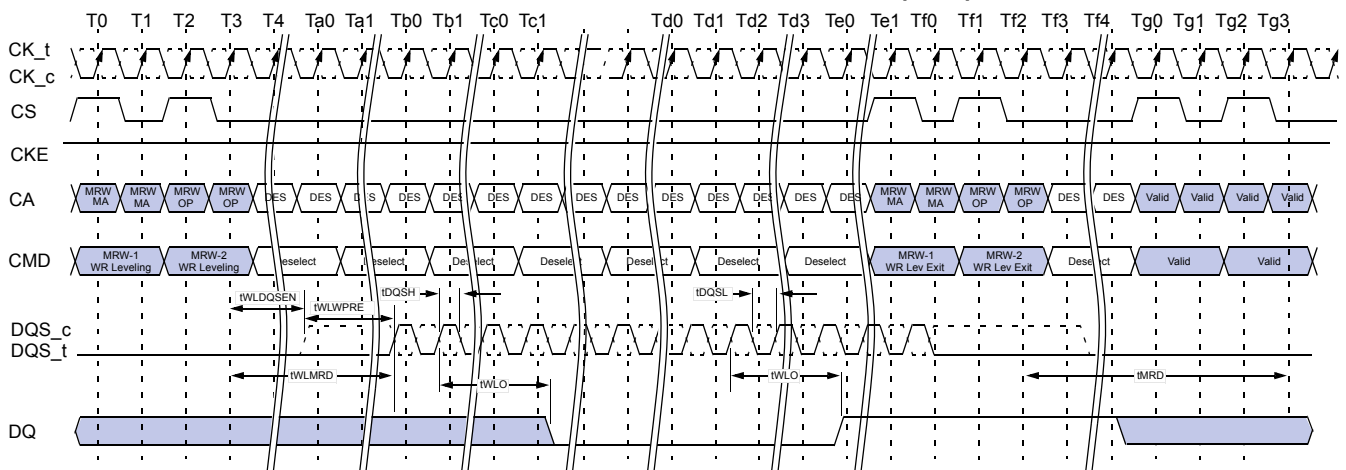 T0 T1 T2 T3 T4 Ta0 Ta1 Tb0 Tb1 Tc0 Tc1 Td0 Td1 Td2 Td3 Te0 Te1 Tf0 Tf1 Tf2 Tf3 Tf4 Tg0 Tg1 Tg2 Tg3
CK_t
CK_c
CS
CKE
MRW MRW MRW MRW MRW MRW MRW MRW
CA DES DES DES DES DES DES DES DES DES DES DES DES DES DES DES DES Valid Valid Valid Valid
MA MA OP OP MA MA OP OP
MRW-1 MRW-2 MRW-1 MRW-2
CMD Deselect Deselect Deselect Deselect Deselect Deselect Deselect Deselect Valid Valid
WR Leveling WR Leveling WR Lev Exit WR Lev Exit
tWLDQSEN tDQSH tDQSL
tWLWPRE
DQS_c
DQS_t
tWLMRD tWLO tWLO tMRD
DQ